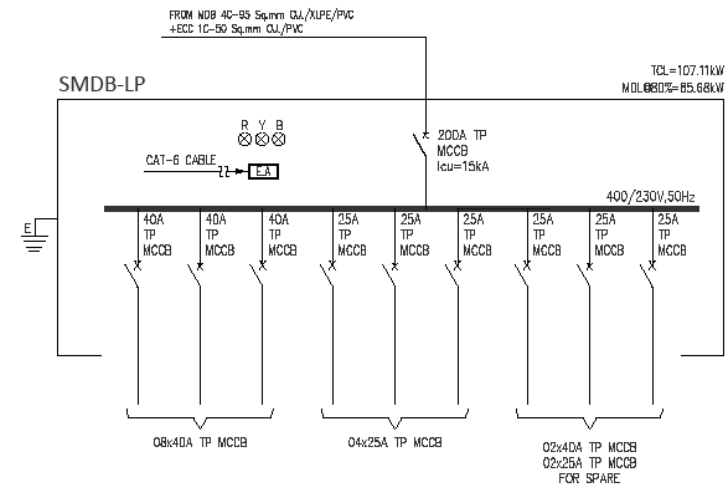 FROM MDB 4C-95 Sq.mm CU./XLPE/PVC
+ECC 1C-50 Sq.mm CU./PVC
TCL=107.11kW
MDL@80%=85.68kW
SMDB-LP
R Y B
200A TP
MCCB
Icu=15kA
CAT-6 CABLE
E.A
400/230V,50Hz
E
40A
TP
MCCB
40A
TP
MCCB
40A
TP
MCCB
25A
TP
MCCB
25A
TP
MCCB
25A
TP
MCCB
25A
TP
MCCB
25A
TP
MCCB
25A
TP
MCCB
08x40A TP MCCB
04x25A TP MCCB
02x40A TP MCCB
02x25A TP MCCB
FOR SPARE